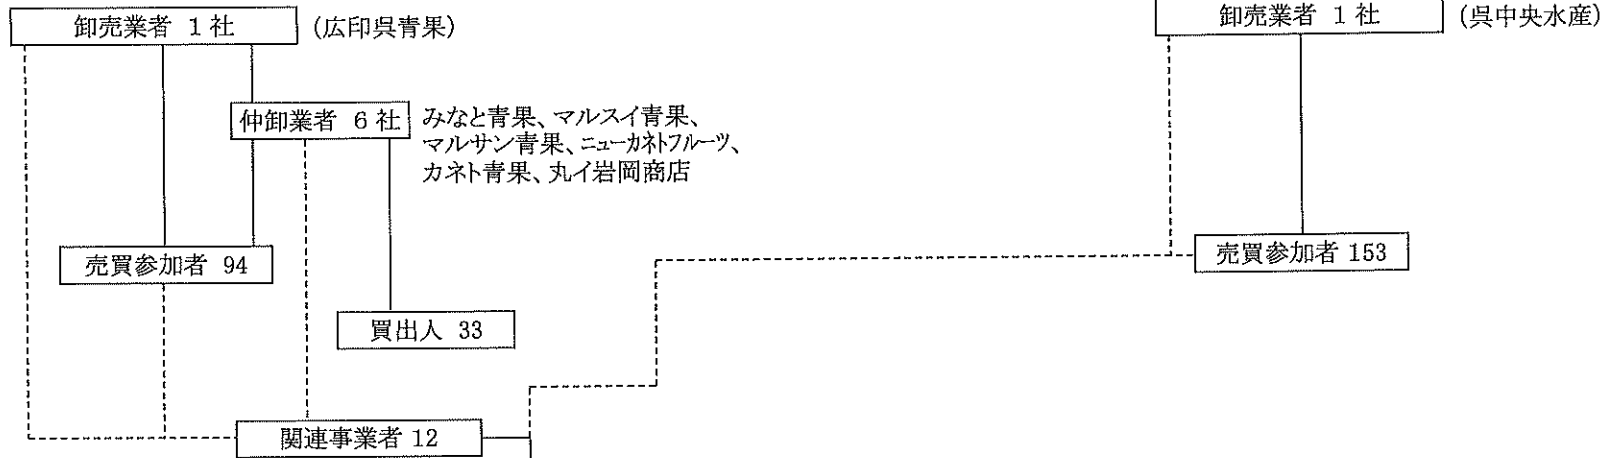 卸売業者 1 社 (広印呉青果)
卸売業者 1 社 (呉中央水産)
仲卸業者 6 社
みなと青果、マルスイ青果、
マルサン青果、ニューカネトフルーツ、
カネト青果、丸イ岩岡商店
売買参加者 94
売買参加者 153
買出人 33
関連事業者 12